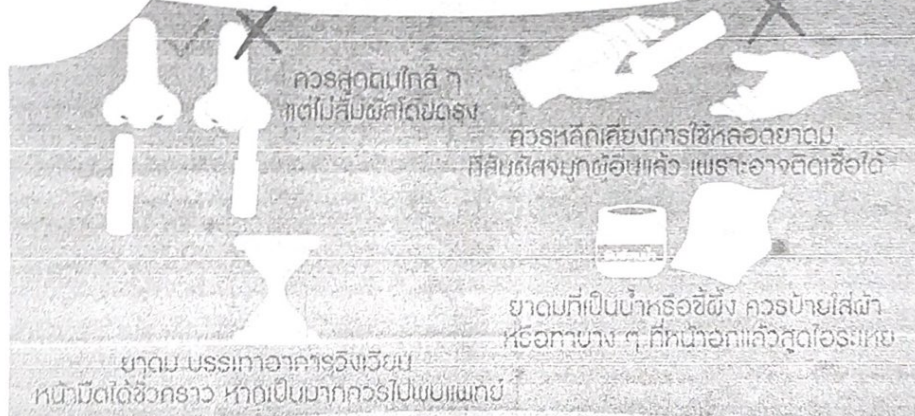 ควรสูดดมใกล้ ๆ
แต่ไม่สัมผัสโดยตรง
ควรหลีกเลี่ยงการใช้หลอดยาดม
ที่สัมผัสจมูกผู้อื่นแล้ว เพราะอาจติดเชื้อได้
ยาดมที่เป็นน้ำหรือขี้ผึ้ง ควรป้ายใส่ผ้า
หรือทาบาง ๆ ที่หน้าอกแล้วสูดไอระเหย
ยาดม บรรเทาอาการวิงเวียน
หน้ามืดได้ชั่วคราว หากเป็นมากควรไปพบแพทย์